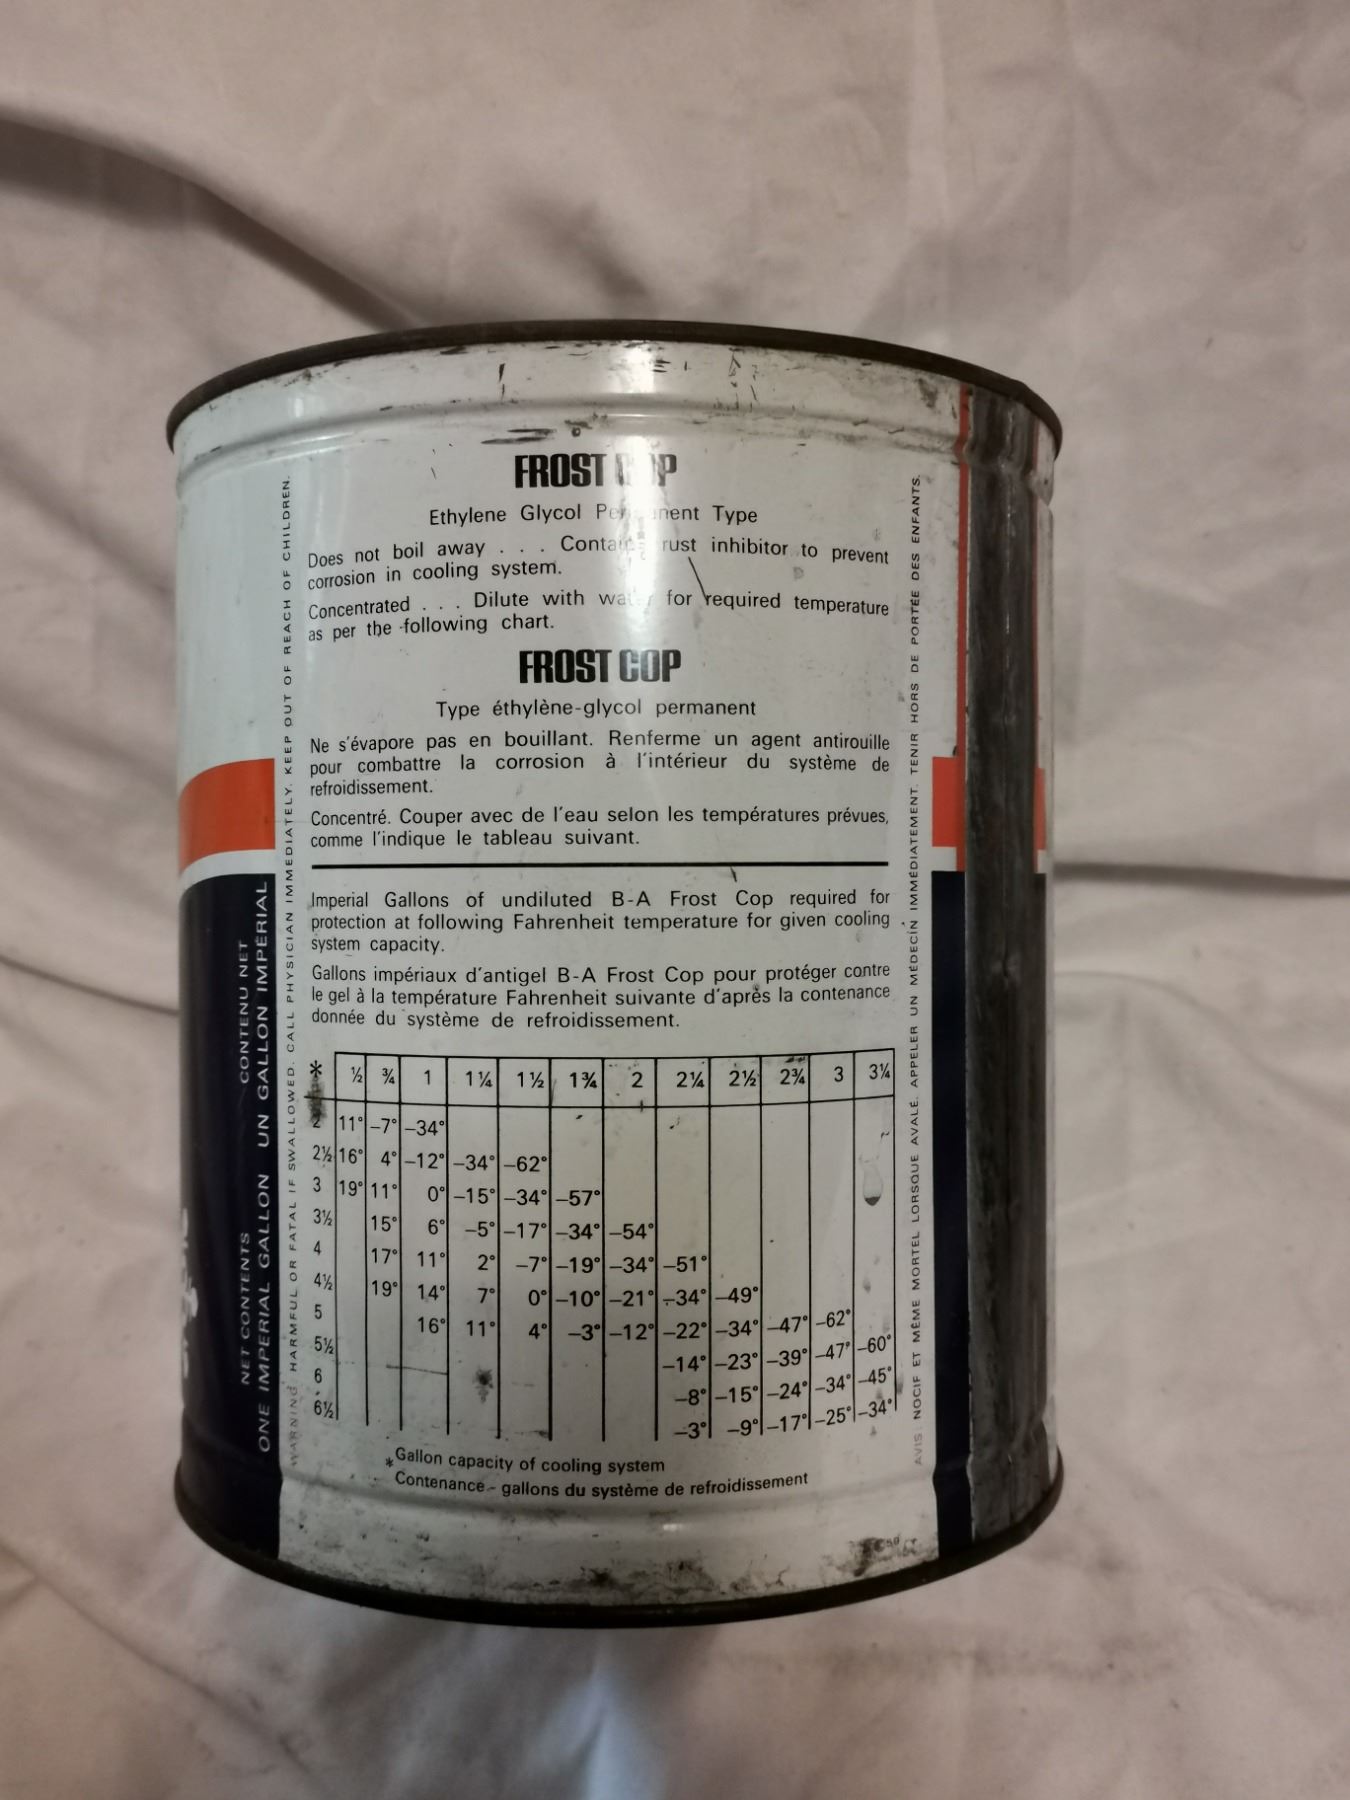 FROST COP
Ethylene Glycol Permanent Type
Does not boil away . . . Contains rust inhibitor to prevent
corrosion in cooling system.
Concentrated . . . Dilute with water for required temperature
as per the following chart.
FROST COP
Type éthylène-glycol permanent
Ne s'évapore pas en bouillant. Renferme un agent antirouille
pour combattre la corrosion à l'intérieur du système de
refroidissement.
Concentré. Couper avec de l'eau selon les températures prévues,
comme l'indique le tableau suivant.
Imperial Gallons of undiluted B-A Frost Cop required for
protection at following Fahrenheit temperature for given cooling
system capacity.
Gallons impériaux d'antigel B-A Frost Cop pour protéger contre
le gel à la température Fahrenheit suivante d'après la contenance
donnée du système de refroidissement.
* ½ ¾ 1 1¼ 1½ 1¾ 2 2¼ 2½ 2¾ 3 3¼
2 11° –7° –34°
2½ 16° 4° –12° –34° –62°
3 19° 11° 0° –15° –34° –57°
3½ 15° 6° –5° –17° –34° –54°
4 17° 11° 2° –7° –19° –34° –51°
4½ 19° 14° 7° 0° –10° –21° –34° –49°
5 16° 11° 4° –3° –12° –22° –34° –47° –62°
5½ –14° –23° –39° –47° –60°
6 –8° –15° –24° –34° –45°
6½ –3° –9° –17° –25° –34°
*Gallon capacity of cooling system
Contenance - gallons du système de refroidissement
WARNING: HARMFUL OR FATAL IF SWALLOWED. CALL PHYSICIAN IMMEDIATELY. KEEP OUT OF REACH OF CHILDREN.
AVIS: NOCIF ET MÊME MORTEL LORSQUE AVALÉ. APPELER UN MÉDECIN IMMÉDIATEMENT. TENIR HORS DE PORTÉE DES ENFANTS.
NET CONTENTS CONTENU NET
ONE IMPERIAL GALLON UN GALLON IMPÉRIAL